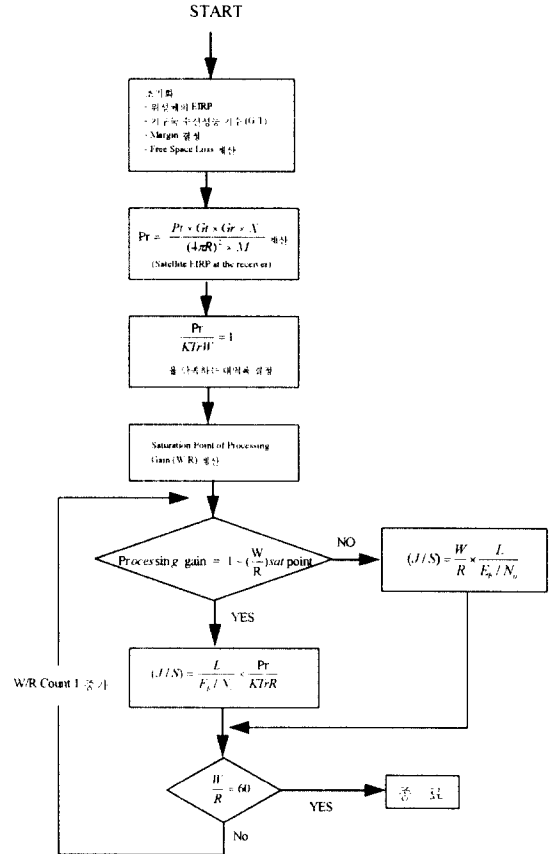 START
초기화
- 위성체의 EIRP
- 지구국 수신성능 지수 (G/T)
- Margin 결정
- Free Space Loss 계산
Pr = Pt × Gt × Gr × X / (4πR)² × M 계산
(Satellite EIRP at the receiver)
Pr / KTrW = 1
을 만족하는 대역폭 결정
Saturation Point of Processing
Gain (W/R) 계산
Processing gain = 1 ~ (W/R) sat point
NO
(J/S) = W/R × L / E_b / N_o
YES
(J/S) = L / E_b / N_o × Pr / KTrR
W/R Count 1 증가
W/R = 60
YES
종 료
No